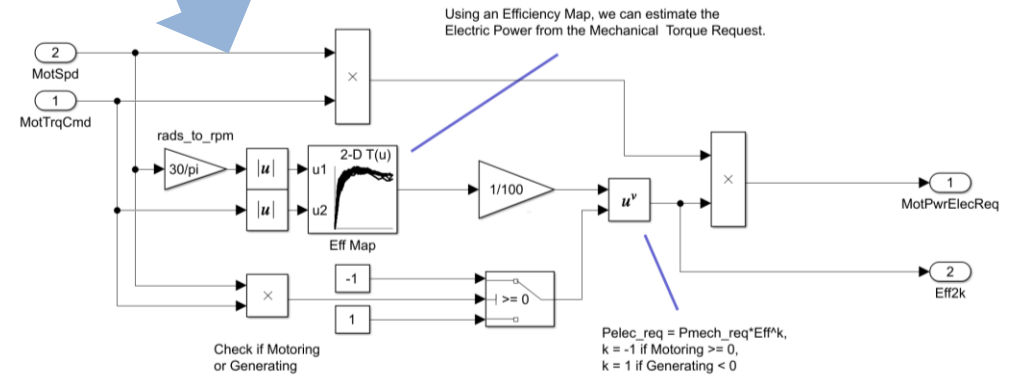 Using an Efficiency Map, we can estimate the
Electric Power from the Mechanical Torque Request.
2
MotSpd
×
1
MotTrqCmd
rads_to_rpm
30/pi
|u|
u1
2-D T(u)
|u|
u2
Eff Map
1/100
u^v
×
1
MotPwrElecReq
-1
×
>= 0
1
2
Eff2k
Check if Motoring
or Generating
Pelec_req = Pmech_req*Eff^k,
k = -1 if Motoring >= 0,
k = 1 if Generating < 0